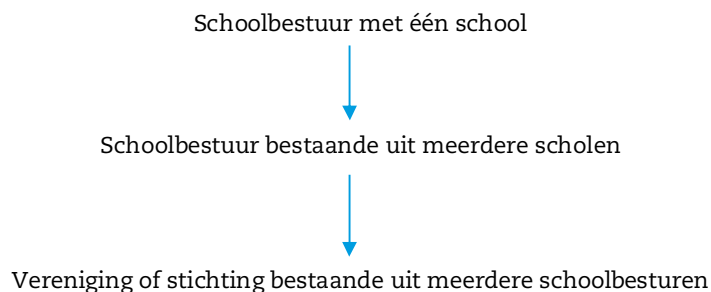 Schoolbestuur met één school
Schoolbestuur bestaande uit meerdere scholen
Vereniging of stichting bestaande uit meerdere schoolbesturen